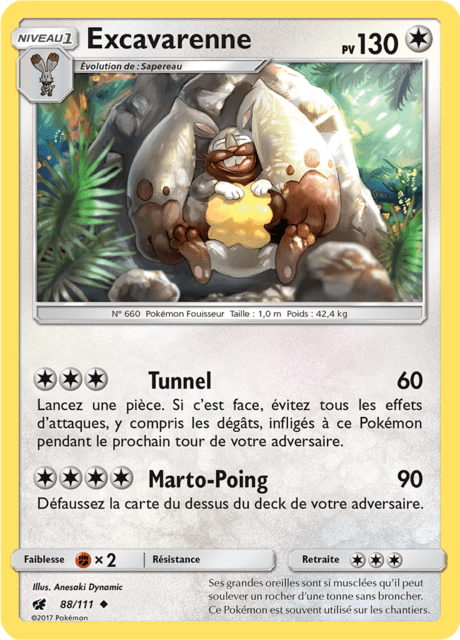 NIVEAU 1
Excavarenne
PV 130
Évolution de : Sapereau
N° 660 Pokémon Fouisseur Taille : 1,0 m Poids : 42,4 kg
Tunnel 60
Lancez une pièce. Si c'est face, évitez tous les effets
d'attaques, y compris les dégâts, infligés à ce Pokémon
pendant le prochain tour de votre adversaire.
Marto-Poing 90
Défaussez la carte du dessus du deck de votre adversaire.
Faiblesse ×2 Résistance Retraite
Illus. Anesaki Dynamic
88/111
©2017 Pokémon
Ses grandes oreilles sont si musclées qu'il peut
soulever un rocher d'une tonne sans broncher.
Ce Pokémon est souvent utilisé sur les chantiers.